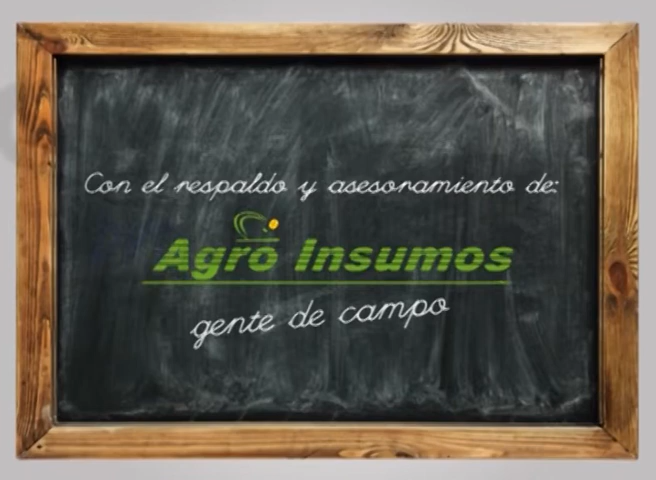 Con el respaldo y asesoramiento de:
Agro Insumos
gente de campo